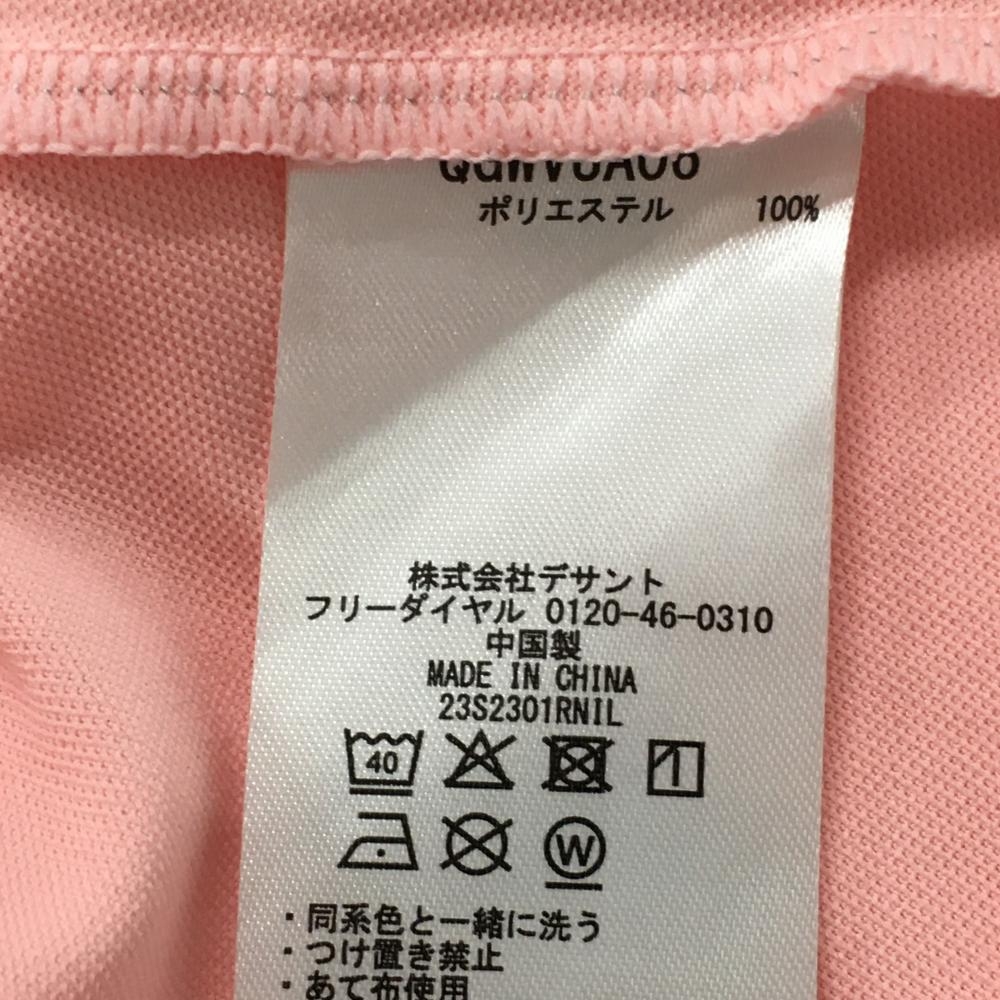 ポリエステル 100%
株式会社デサント
フリーダイヤル 0120-46-0310
中国製
MADE IN CHINA
23S2301RNIL
40
W
・同系色と一緒に洗う
・つけ置き禁止
・あて布使用